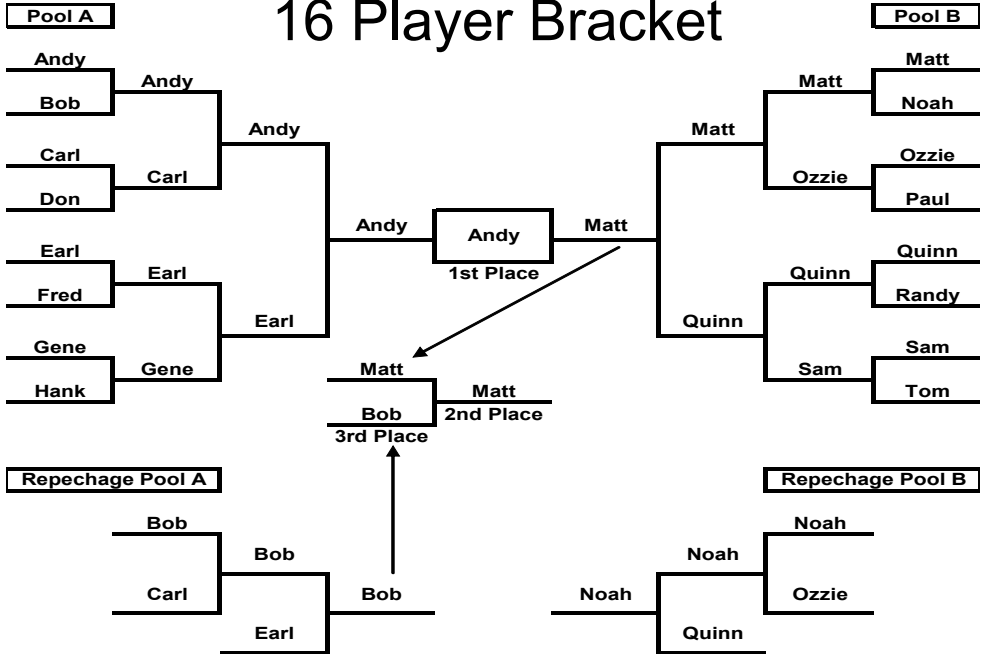 16 Player Bracket
Pool A
Pool B
Andy
Bob
Carl
Don
Earl
Fred
Gene
Hank
Andy
Carl
Earl
Gene
Andy
Earl
Andy
Andy
1st Place
Matt
Matt
Quinn
Matt
Ozzie
Quinn
Sam
Matt
Noah
Ozzie
Paul
Quinn
Randy
Sam
Tom
Matt
Bob
3rd Place
Matt
2nd Place
Repechage Pool A
Bob
Carl
Bob
Earl
Bob
Repechage Pool B
Noah
Noah
Quinn
Noah
Ozzie